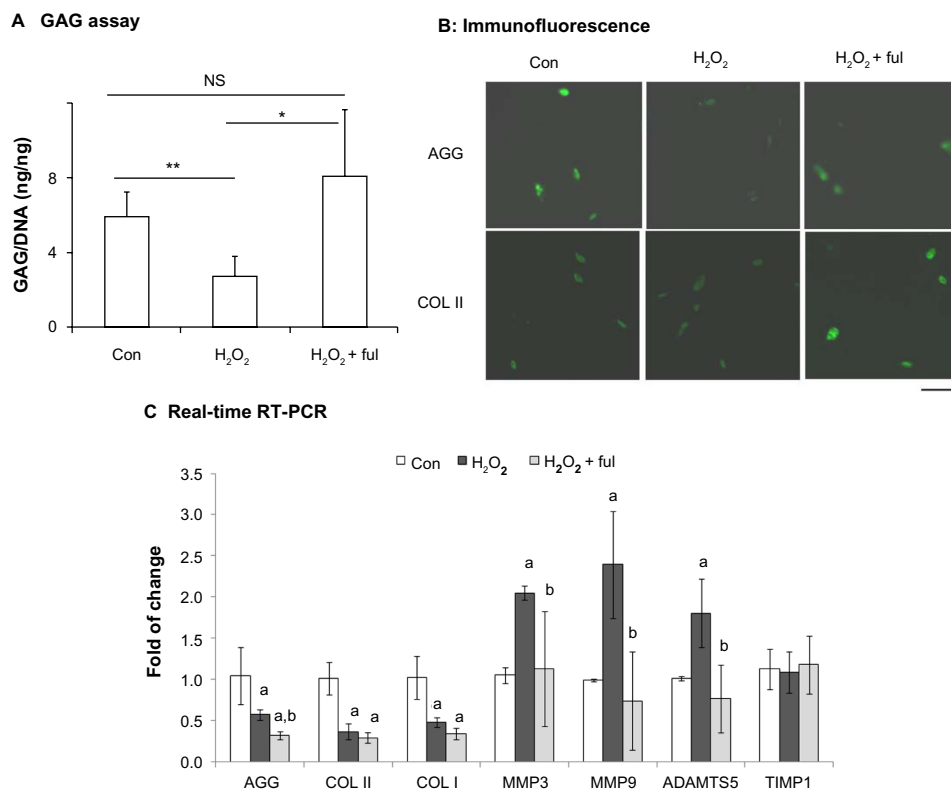 A GAG assay
NS
*
**
GAG/DNA (ng/ng)
8
4
0
Con
H₂O₂
H₂O₂ + ful
B: Immunofluorescence
Con
H₂O₂
H₂O₂ + ful
AGG
COL II
C Real-time RT-PCR
Con
H₂O₂
H₂O₂ + ful
Fold of change
3.5
3.0
2.5
2.0
1.5
1.0
0.5
0.0
a
a,b
a
a
a
a
a
b
a
b
a
b
AGG
COL II
COL I
MMP3
MMP9
ADAMTS5
TIMP1